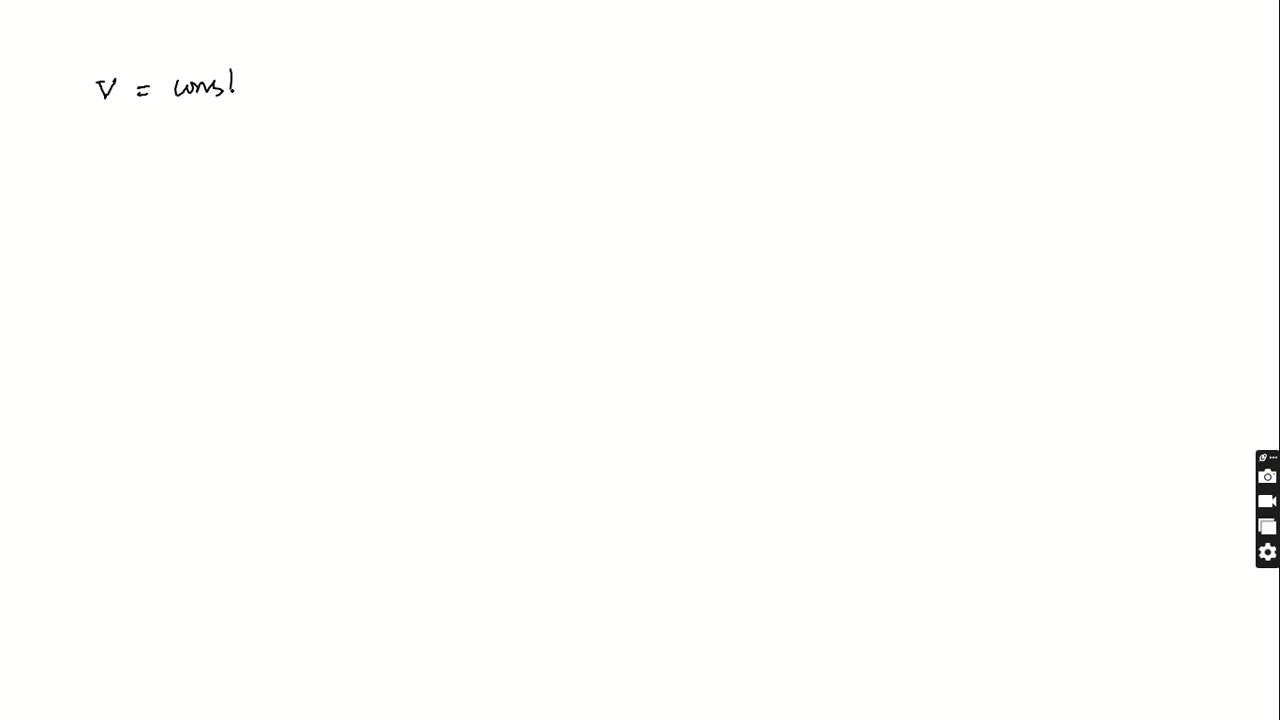 V = const